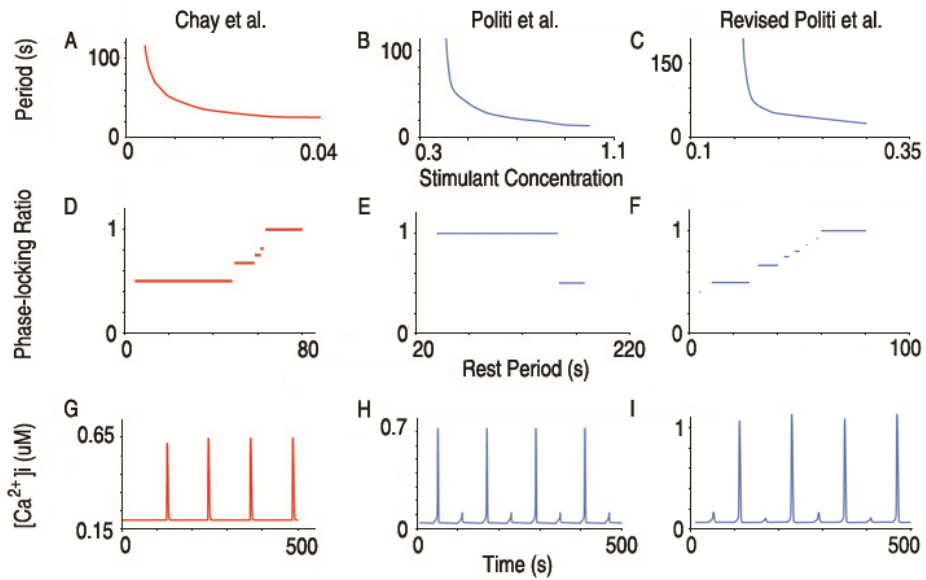 Chay et al.
Politi et al.
Revised Politi et al.
A
B
C
Period (s)
100
0
0
0.04
100
0
0.3
1.1
150
0
0.1
0.35
Stimulant Concentration
D
E
F
Phase-locking Ratio
1
0
0
80
1
0
20
220
1
0
0
100
Rest Period (s)
G
H
I
[Ca2+]i (uM)
0.65
0.15
0
500
0.7
0
0
500
1
0
0
500
Time (s)